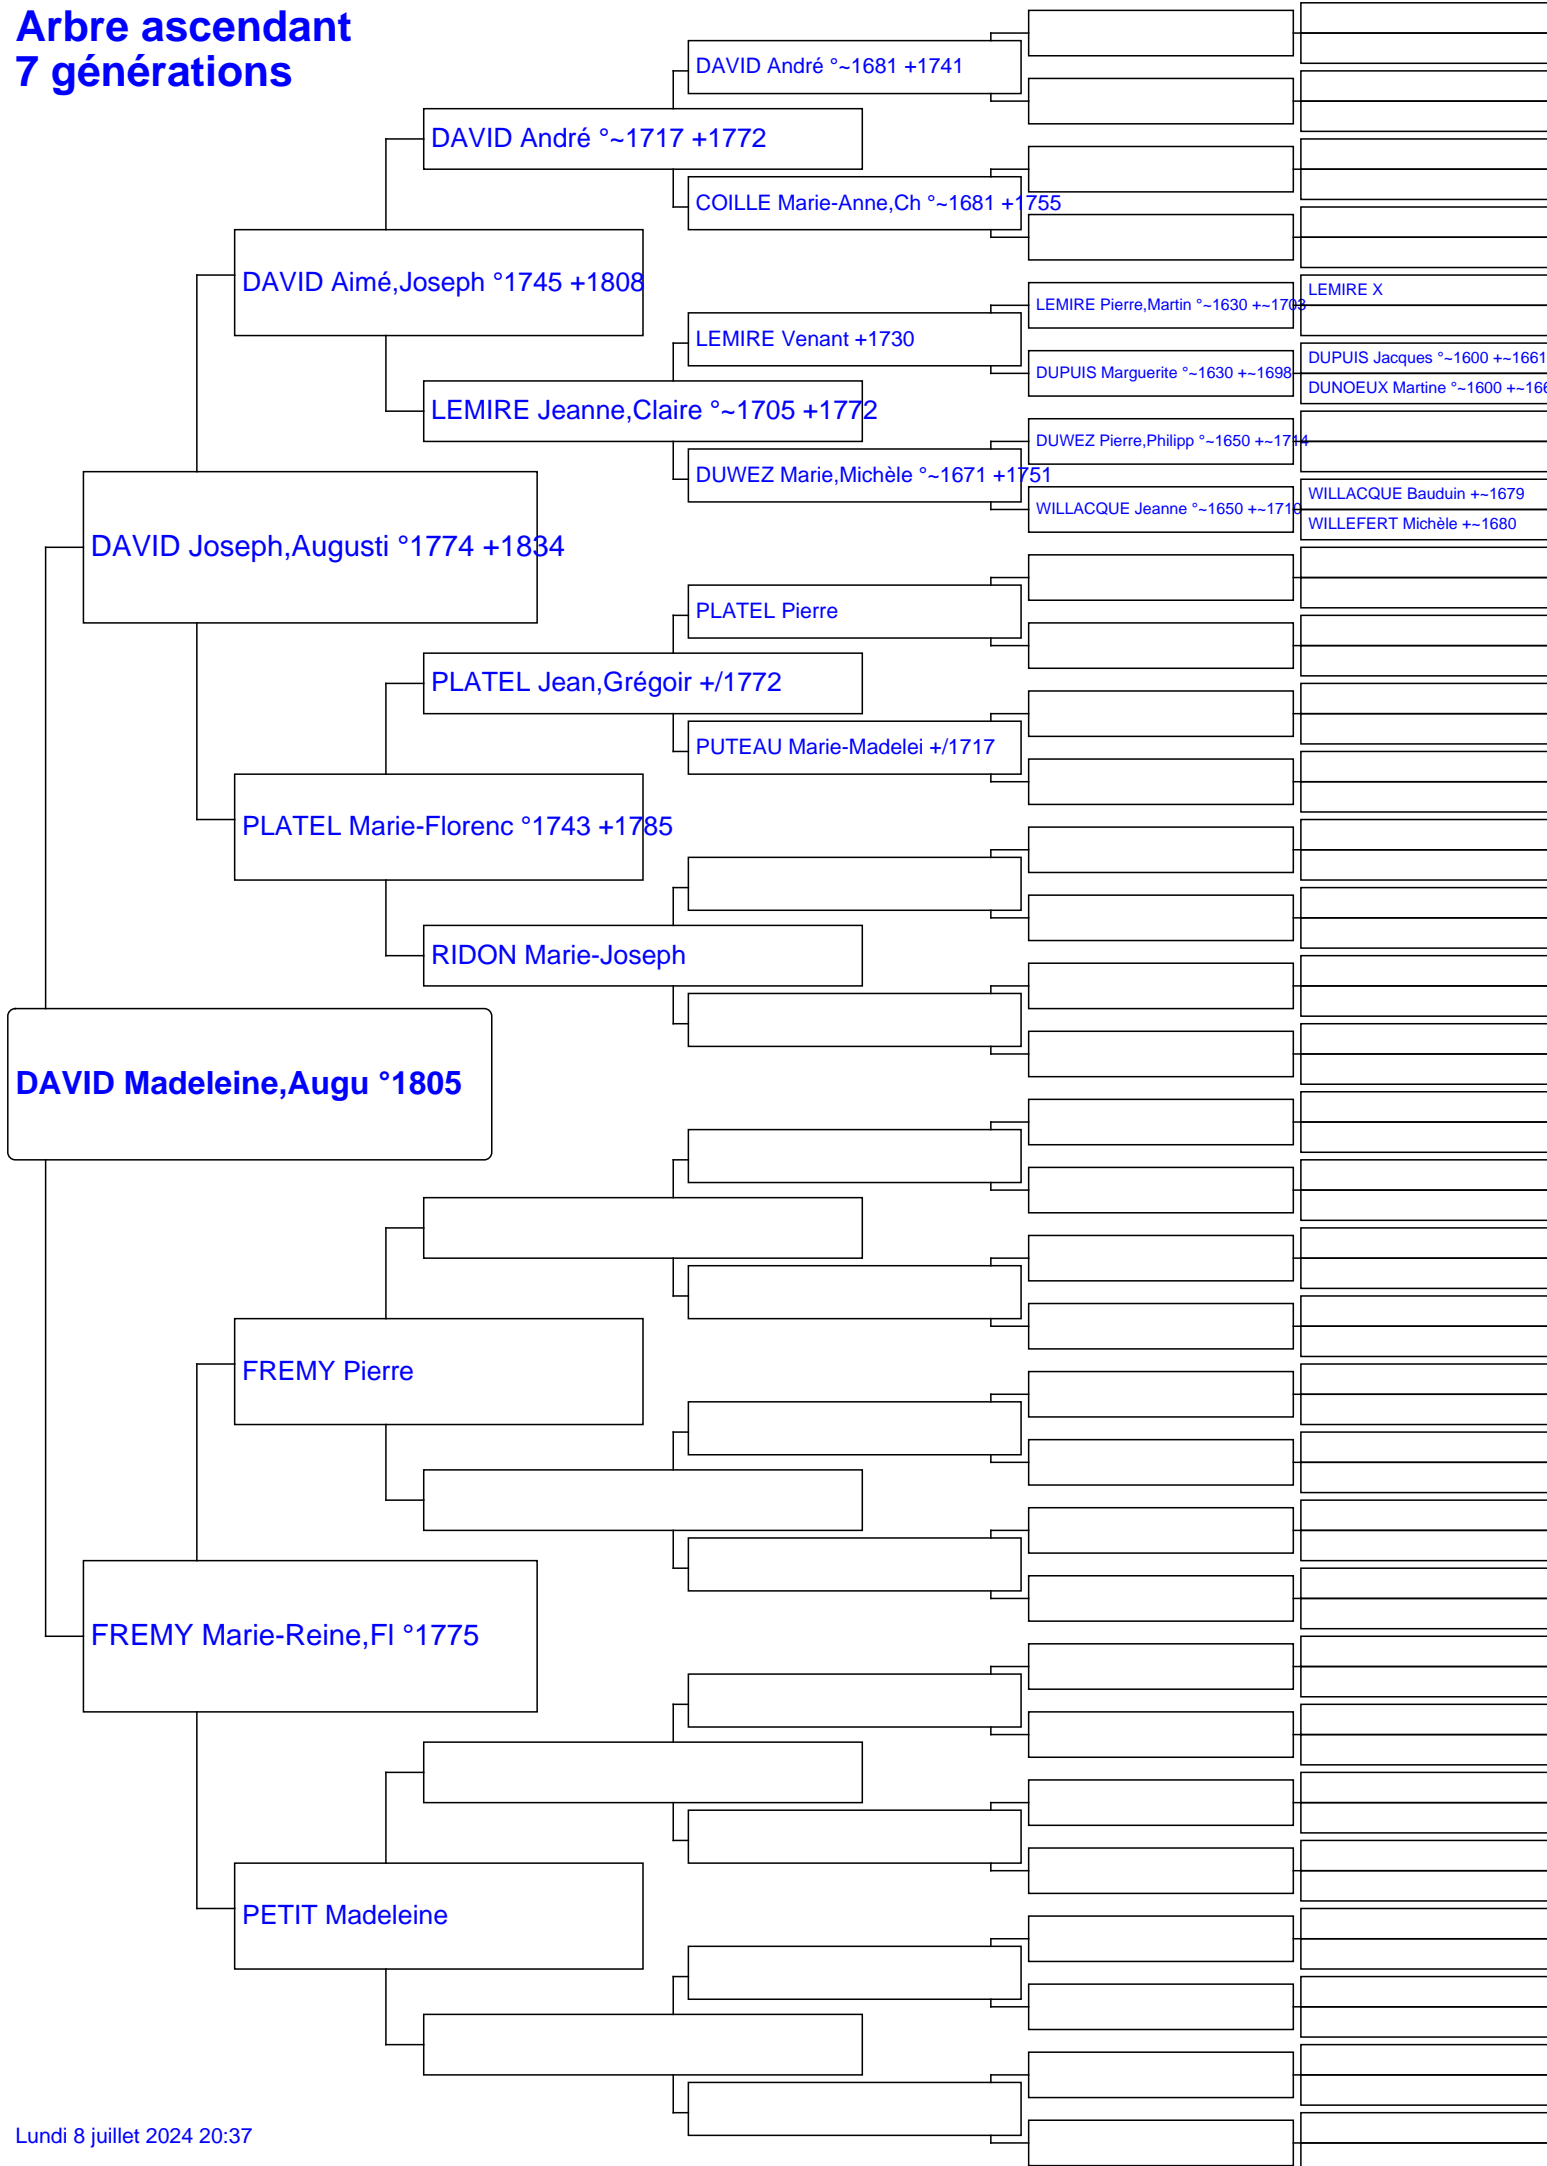 Arbre ascendant
7 générations
DAVID André °~1681 +1741
DAVID André °~1717 +1772
COILLE Marie-Anne,Ch °~1681 +1755
DAVID Aimé,Joseph °1745 +1808
LEMIRE X
LEMIRE Pierre,Martin °~1630 +~1703
LEMIRE Venant +1730
DUPUIS Jacques °~1600 +~1661
DUPUIS Marguerite °~1630 +~1698
DUNOEUX Martine °~1600 +~166
LEMIRE Jeanne,Claire °~1705 +1772
DUWEZ Pierre,Philipp °~1650 +~1714
DUWEZ Marie,Michèle °~1671 +1751
WILLACQUE Bauduin +~1679
WILLACQUE Jeanne °~1650 +~1710
WILLEFERT Michèle +~1680
DAVID Joseph,Augusti °1774 +1834
PLATEL Pierre
PLATEL Jean,Grégoir +/1772
PUTEAU Marie-Madelei +/1717
PLATEL Marie-Florenc °1743 +1785
RIDON Marie-Joseph
DAVID Madeleine,Augu °1805
FREMY Pierre
FREMY Marie-Reine,Fl °1775
PETIT Madeleine
Lundi 8 juillet 2024 20:37